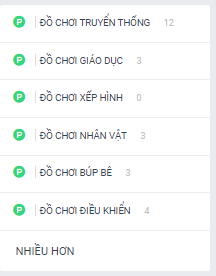 P ĐỒ CHƠI TRUYỀN THỐNG 12
P ĐỒ CHƠI GIÁO DỤC 3
P ĐỒ CHƠI XẾP HÌNH 0
P ĐỒ CHƠI NHÂN VẬT 3
P ĐỒ CHƠI BÚP BÊ 3
P ĐỒ CHƠI ĐIỀU KHIỂN 4
NHIỀU HƠN